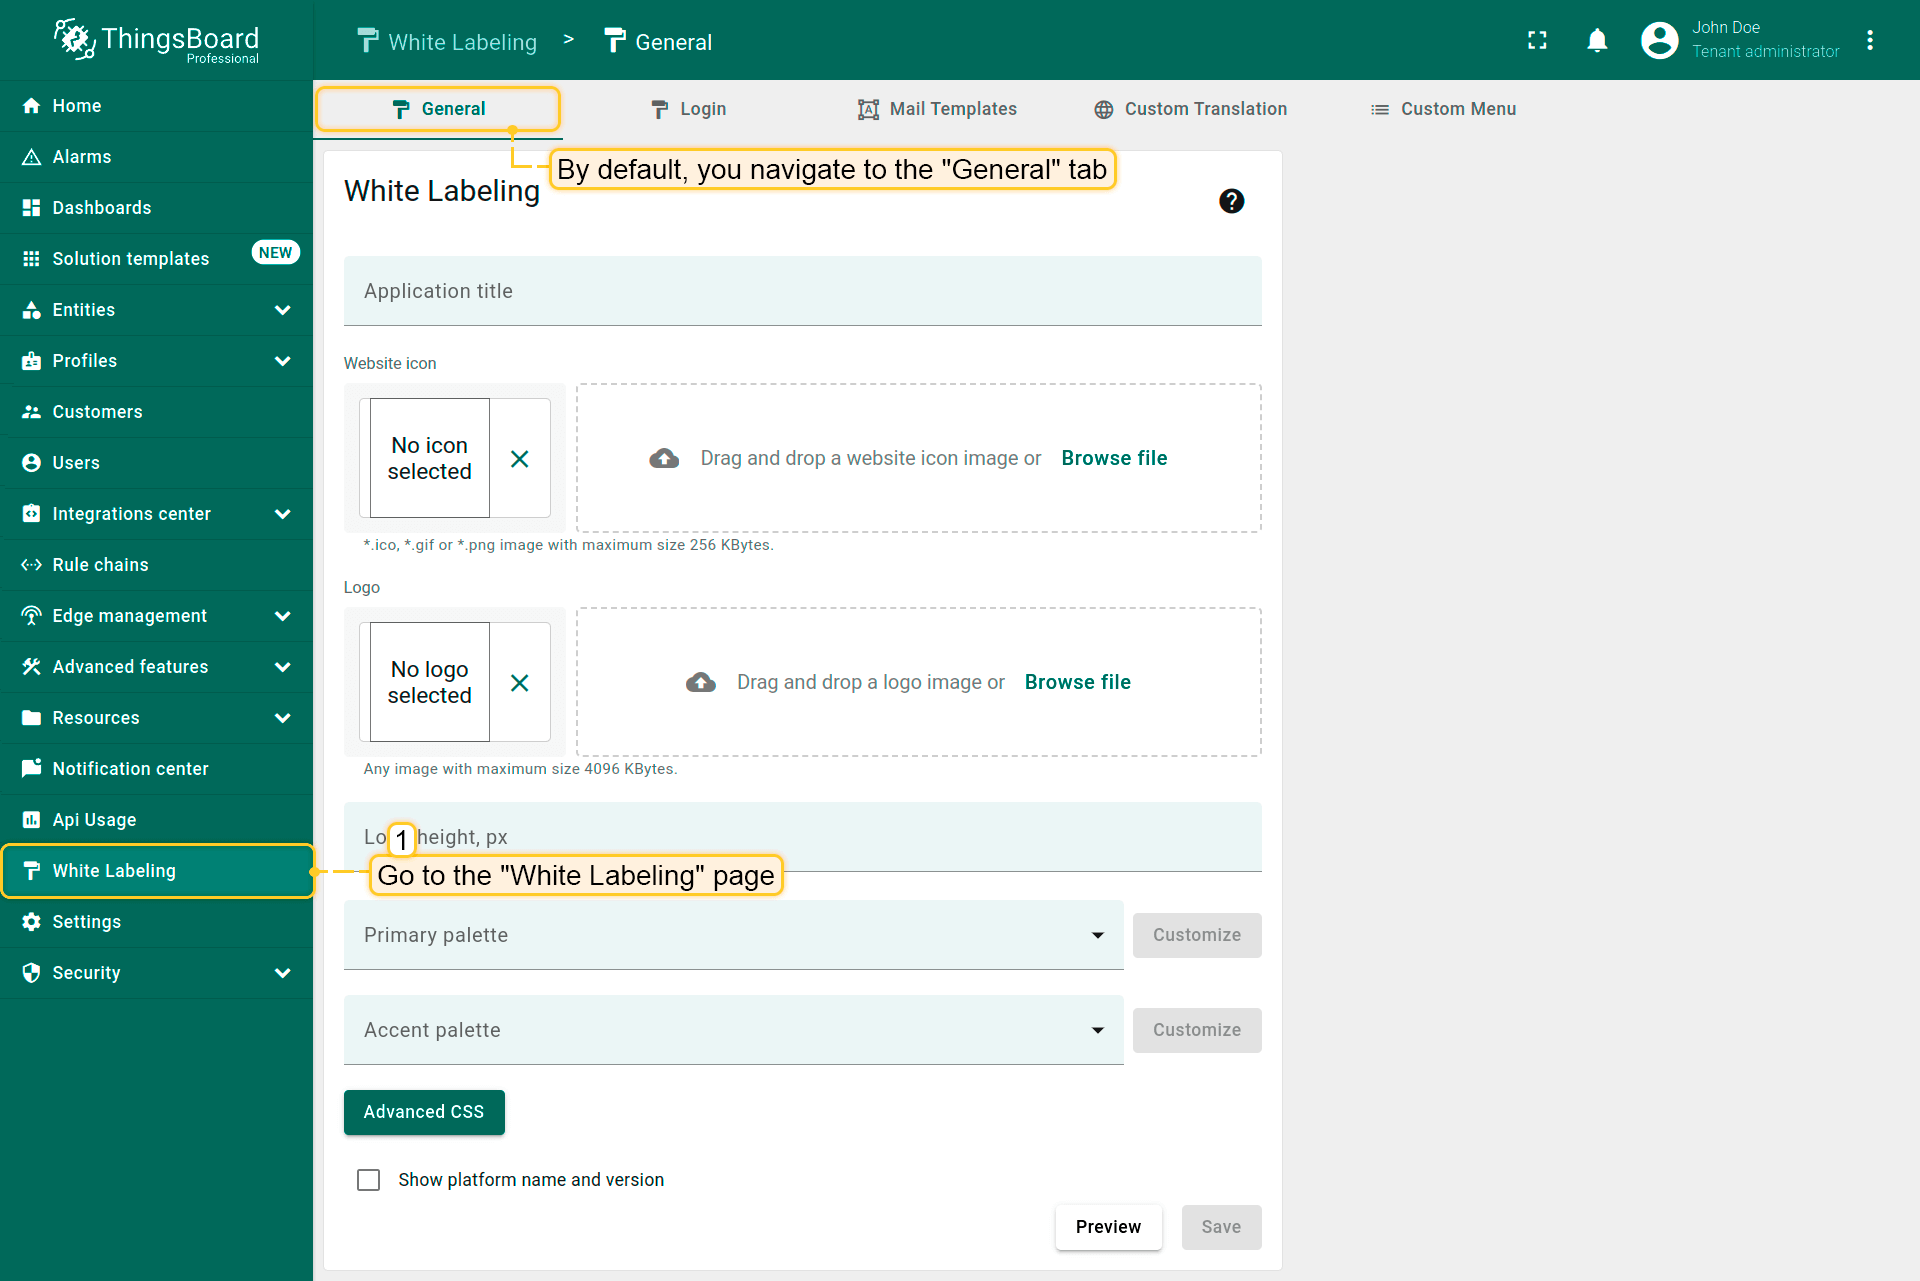 ThingsBoard
Professional
White Labeling > General
John Doe
Tenant administrator
Home
Alarms
Dashboards
Solution templates NEW
Entities
Profiles
Customers
Users
Integrations center
Rule chains
Edge management
Advanced features
Resources
Notification center
Api Usage
White Labeling
Settings
Security
General Login Mail Templates Custom Translation Custom Menu
By default, you navigate to the "General" tab
White Labeling
Application title
Website icon
No icon
selected
Drag and drop a website icon image or Browse file
*.ico, *.gif or *.png image with maximum size 256 KBytes.
Logo
No logo
selected
Drag and drop a logo image or Browse file
Any image with maximum size 4096 KBytes.
Lo height, px
1
Go to the "White Labeling" page
Primary palette Customize
Accent palette Customize
Advanced CSS
Show platform name and version
Preview Save